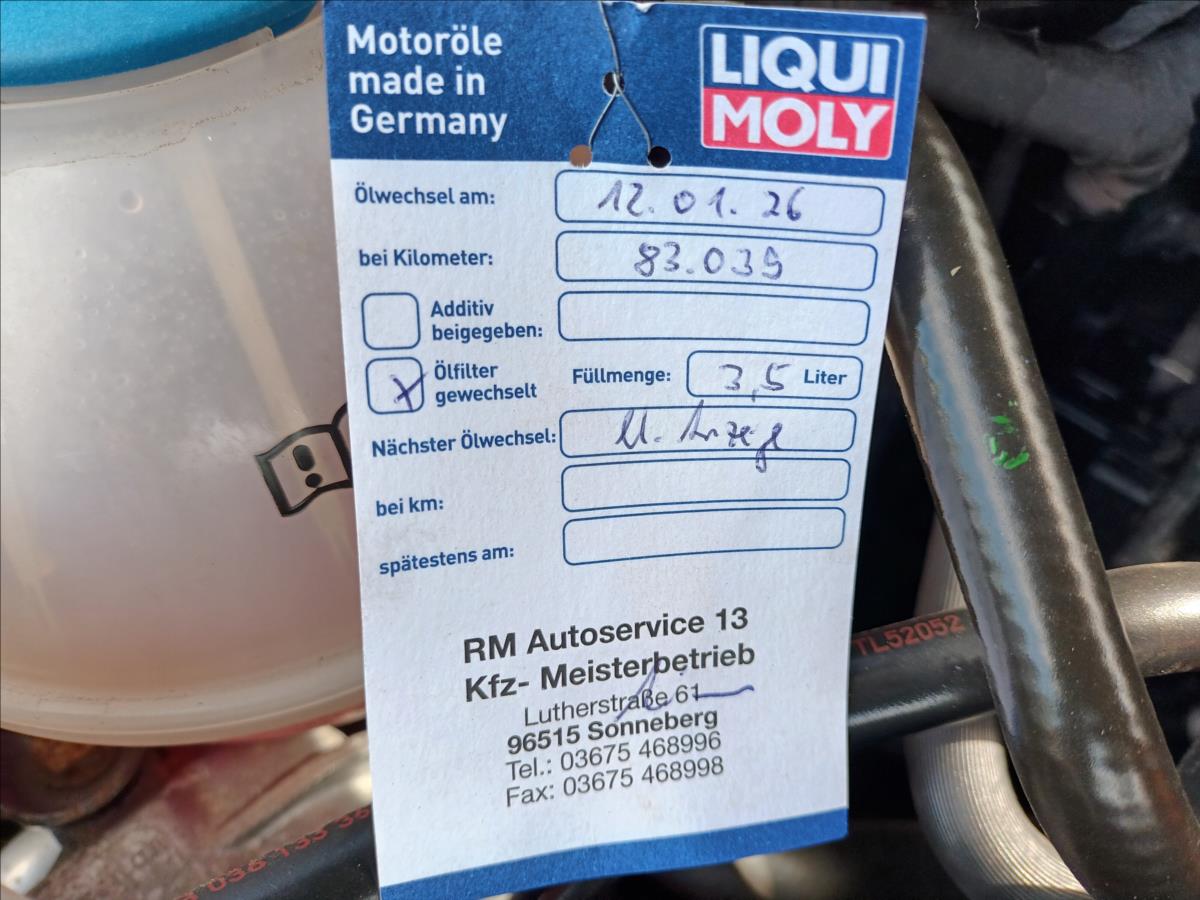 Motoröle
made in
Germany
LIQUI
MOLY
Ölwechsel am: 12.01.26
bei Kilometer: 83.039
Additiv
beigegeben:
Ölfilter
gewechselt
Füllmenge: 3,5 Liter
Nächster Ölwechsel: n. Anzeige
bei km:
spätestens am:
RM Autoservice 13
Kfz- Meisterbetrieb
Lutherstraße 61
96515 Sonneberg
Tel.: 03675 468996
Fax: 03675 468998
TL52052